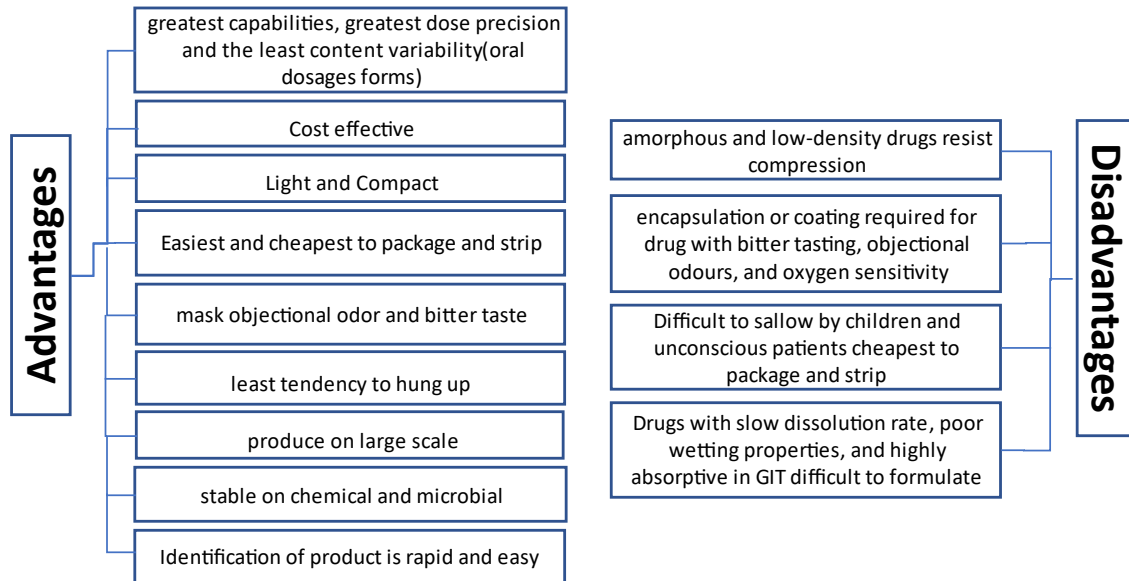 Advantages
greatest capabilities, greatest dose precision
and the least content variability(oral
dosages forms)
Cost effective
Light and Compact
Easiest and cheapest to package and strip
mask objectional odor and bitter taste
least tendency to hung up
produce on large scale
stable on chemical and microbial
Identification of product is rapid and easy
Disadvantages
amorphous and low-density drugs resist
compression
encapsulation or coating required for
drug with bitter tasting, objectional
odours, and oxygen sensitivity
Difficult to sallow by children and
unconscious patients cheapest to
package and strip
Drugs with slow dissolution rate, poor
wetting properties, and highly
absorptive in GIT difficult to formulate